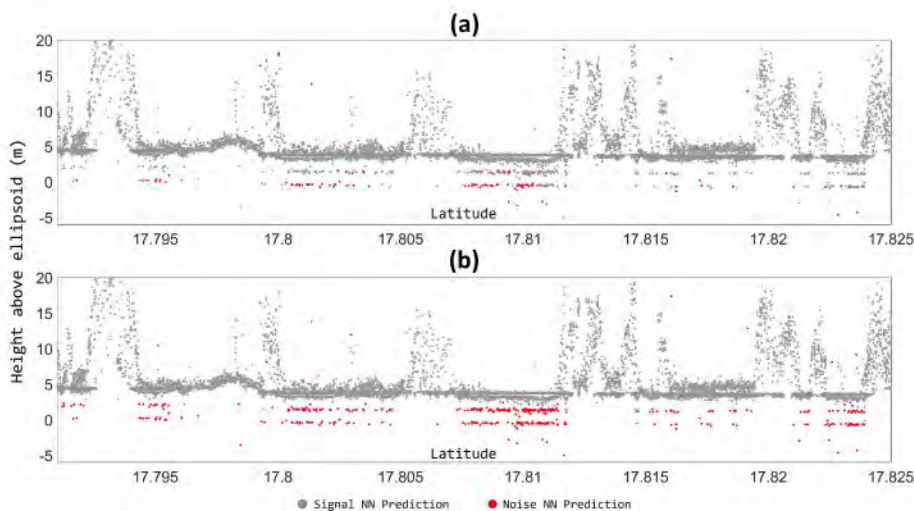 (a)
20
15
10
5
0
-5
Latitude
17.795 17.8 17.805 17.81 17.815 17.82 17.825
Height above ellipsoid (m)
(b)
20
15
10
5
0
-5
Latitude
17.795 17.8 17.805 17.81 17.815 17.82 17.825
Signal NN Prediction Noise NN Prediction